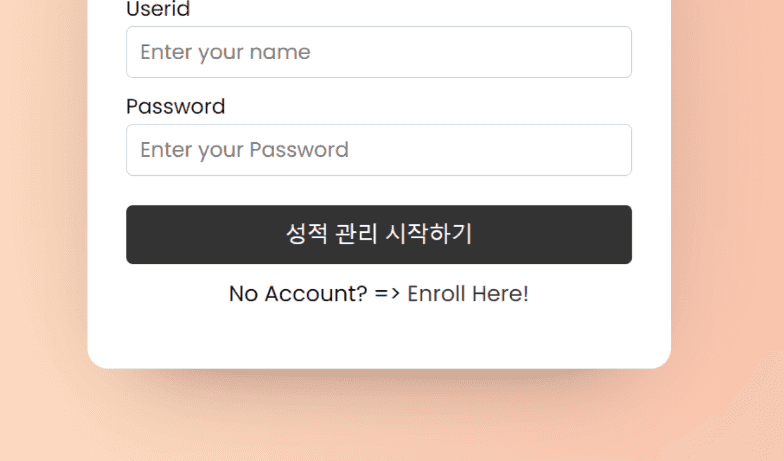 Userid
Enter your name
Password
Enter your Password
성적 관리 시작하기
No Account? => Enroll Here!